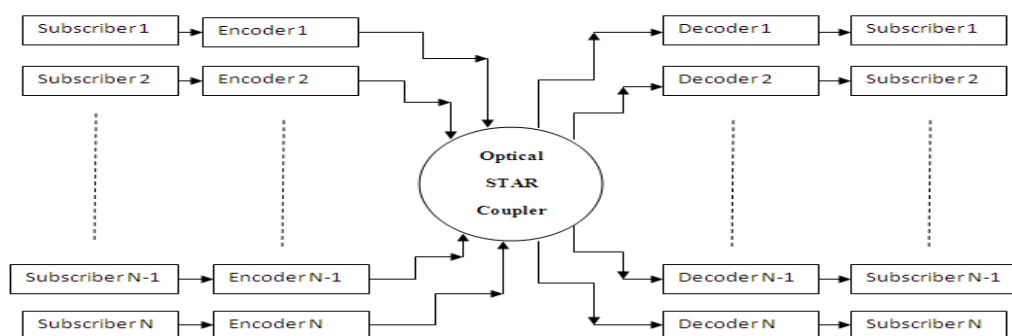 Subscriber 1
Encoder 1
Decoder 1
Subscriber 1
Subscriber 2
Encoder 2
Decoder 2
Subscriber 2
Optical
STAR
Coupler
Subscriber N-1
Encoder N-1
Decoder N-1
Subscriber N-1
Subscriber N
Encoder N
Decoder N
Subscriber N